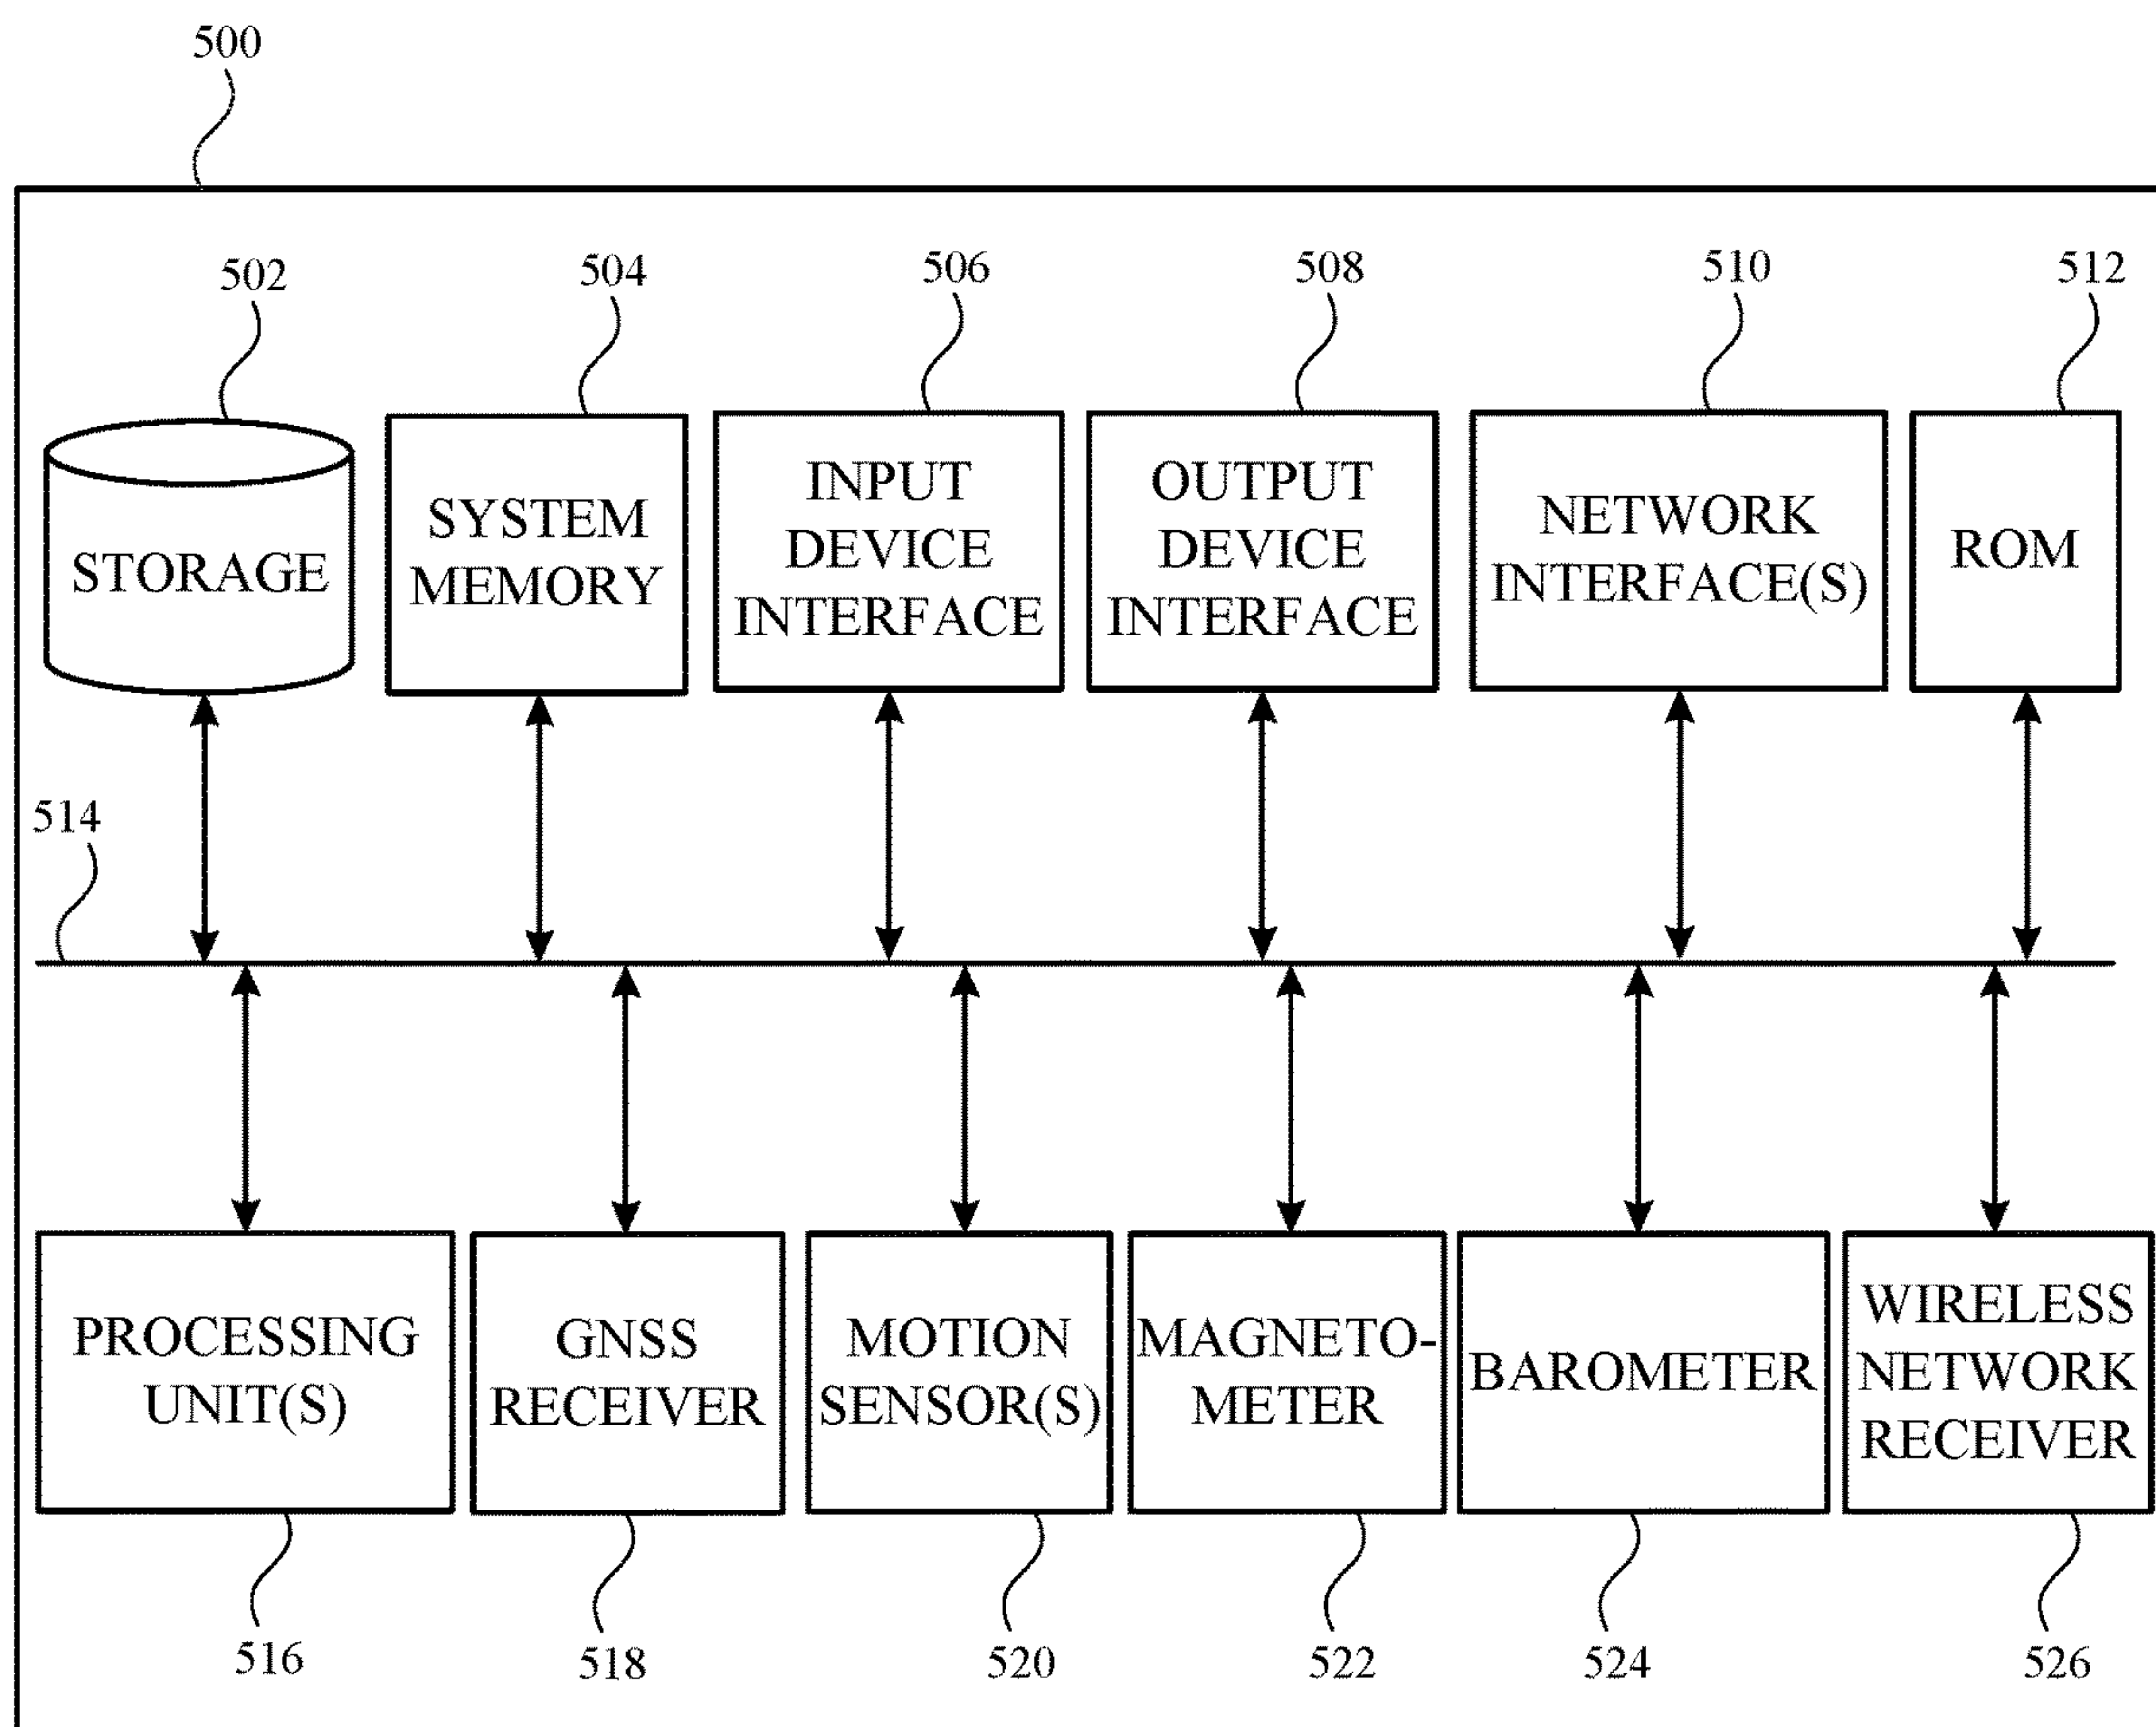 500
502
504
506
508
510
512
STORAGE
SYSTEM
MEMORY
INPUT
DEVICE
INTERFACE
OUTPUT
DEVICE
INTERFACE
NETWORK
INTERFACE(S)
ROM
514
PROCESSING
UNIT(S)
GNSS
RECEIVER
MOTION
SENSOR(S)
MAGNETO-
METER
BAROMETER
WIRELESS
NETWORK
RECEIVER
516
518
520
522
524
526